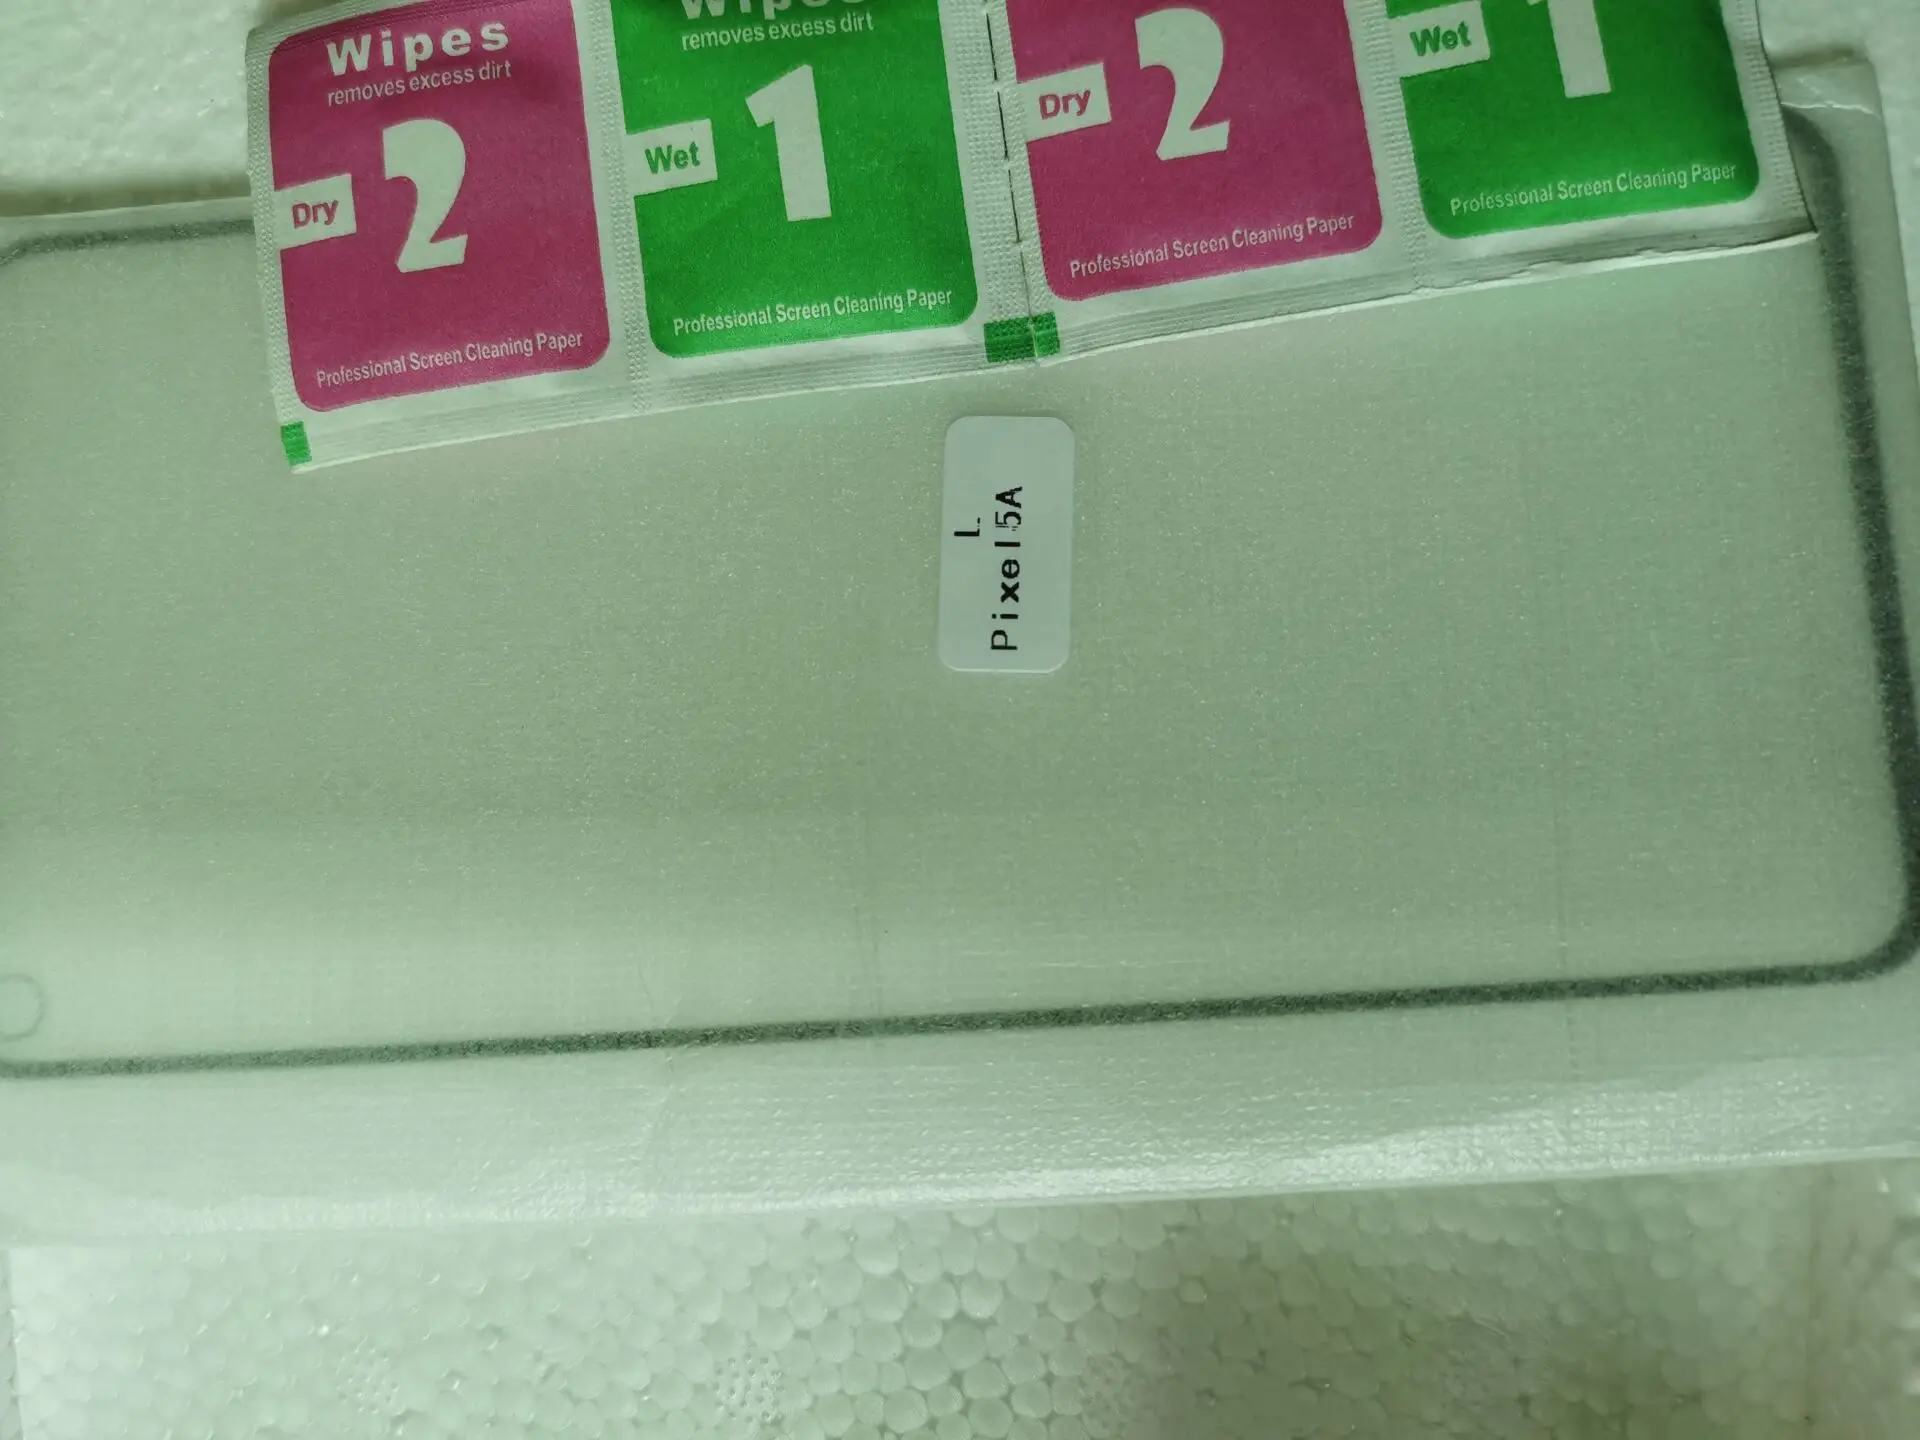 Wipes
removes excess dirt
Dry
2
Professional Screen Cleaning Paper
Wipes
removes excess dirt
Wet
1
Professional Screen Cleaning Paper
Dry
2
Professional Screen Cleaning Paper
Wet
1
Professional Screen Cleaning Paper
L
Pixel 5A